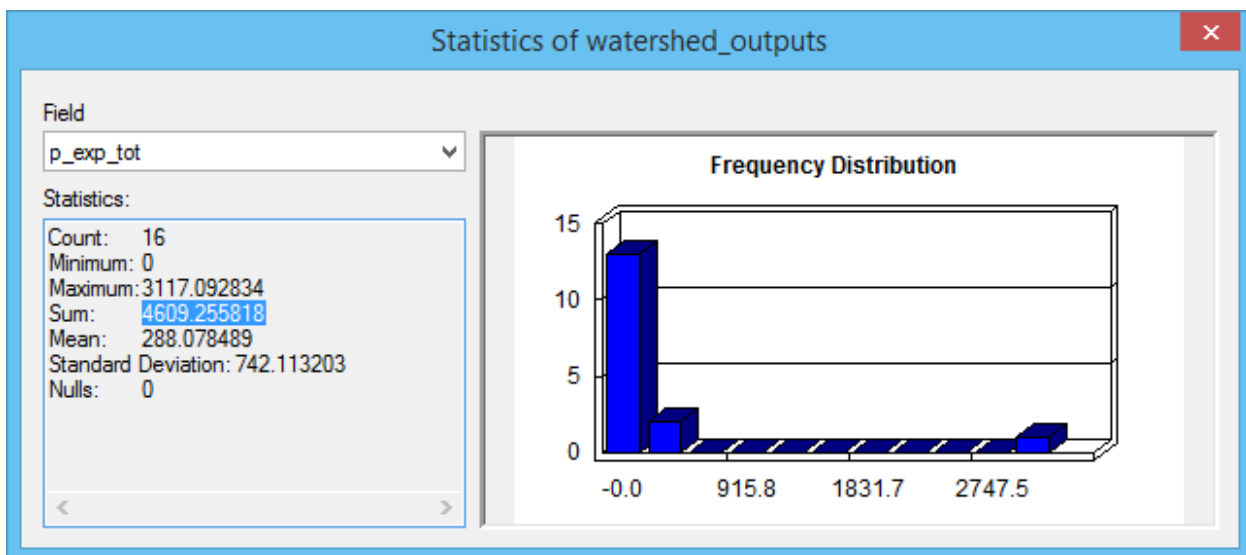 Statistics of watershed_outputs
Field
p_exp_tot
Statistics:
Count: 16
Minimum: 0
Maximum: 3117.092834
Sum: 4609.255818
Mean: 288.078489
Standard Deviation: 742.113203
Nulls: 0
Frequency Distribution
15
10
5
0
-0.0 915.8 1831.7 2747.5